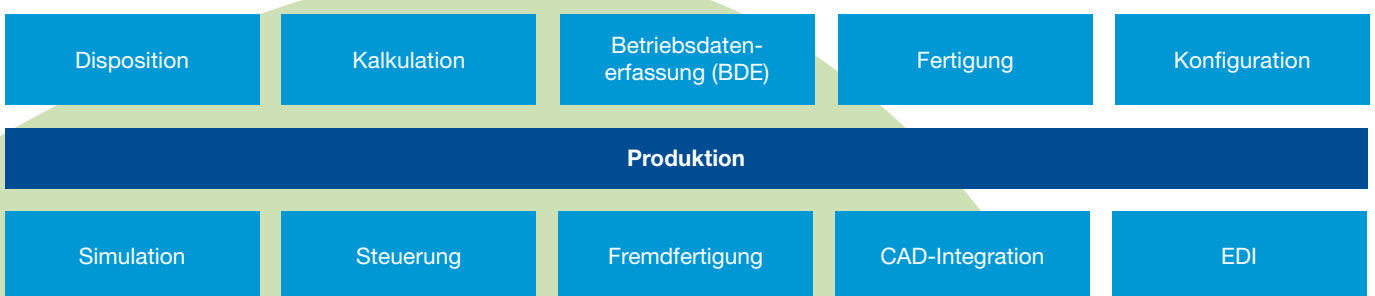 Disposition
Kalkulation
Betriebsdaten-
erfassung (BDE)
Fertigung
Konfiguration
Produktion
Simulation
Steuerung
Fremdfertigung
CAD-Integration
EDI